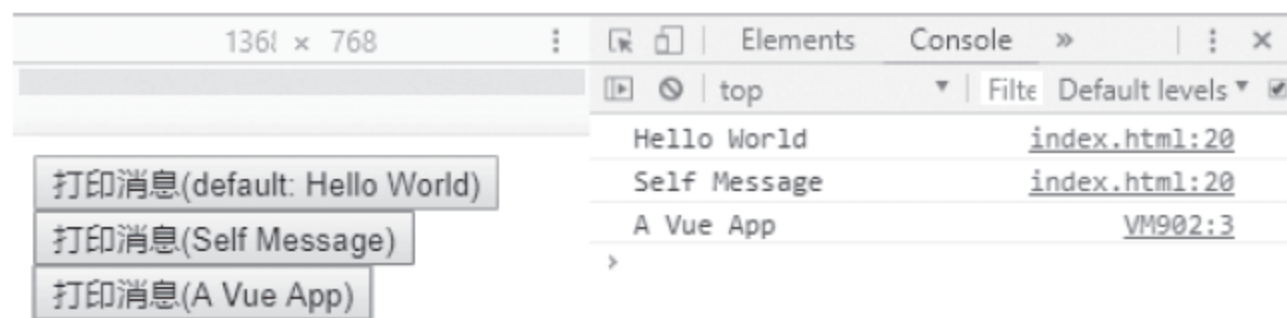 136 × 768
Elements Console »
top Filte Default levels
Hello World index.html:20
Self Message index.html:20
A Vue App VM902:3
打印消息(default: Hello World)
打印消息(Self Message)
打印消息(A Vue App)